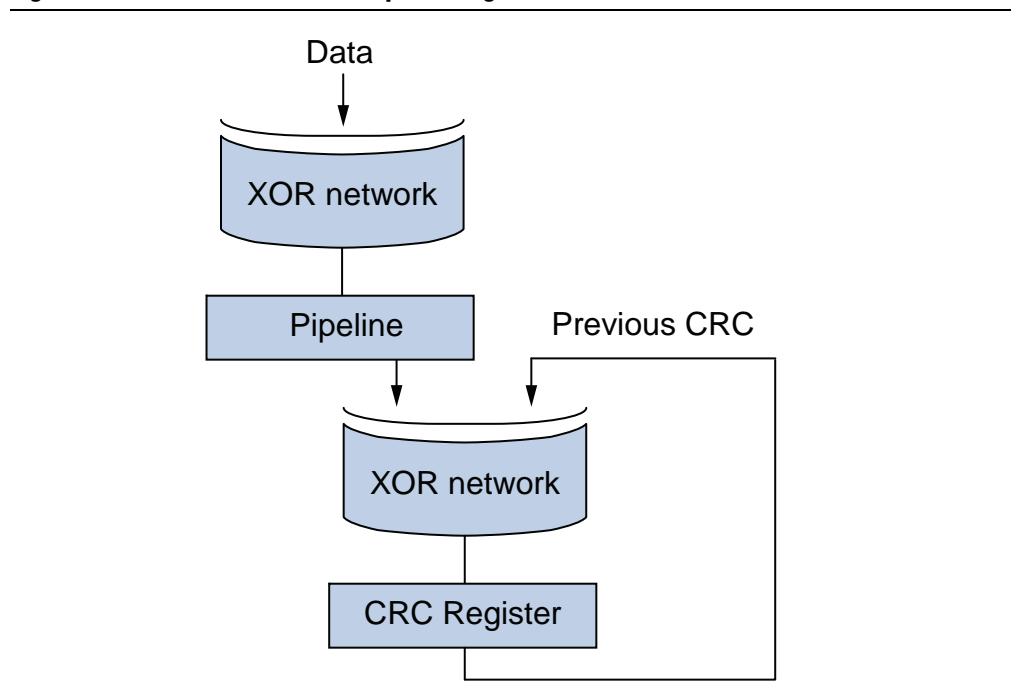 Data
XOR network
Pipeline
Previous CRC
XOR network
CRC Register